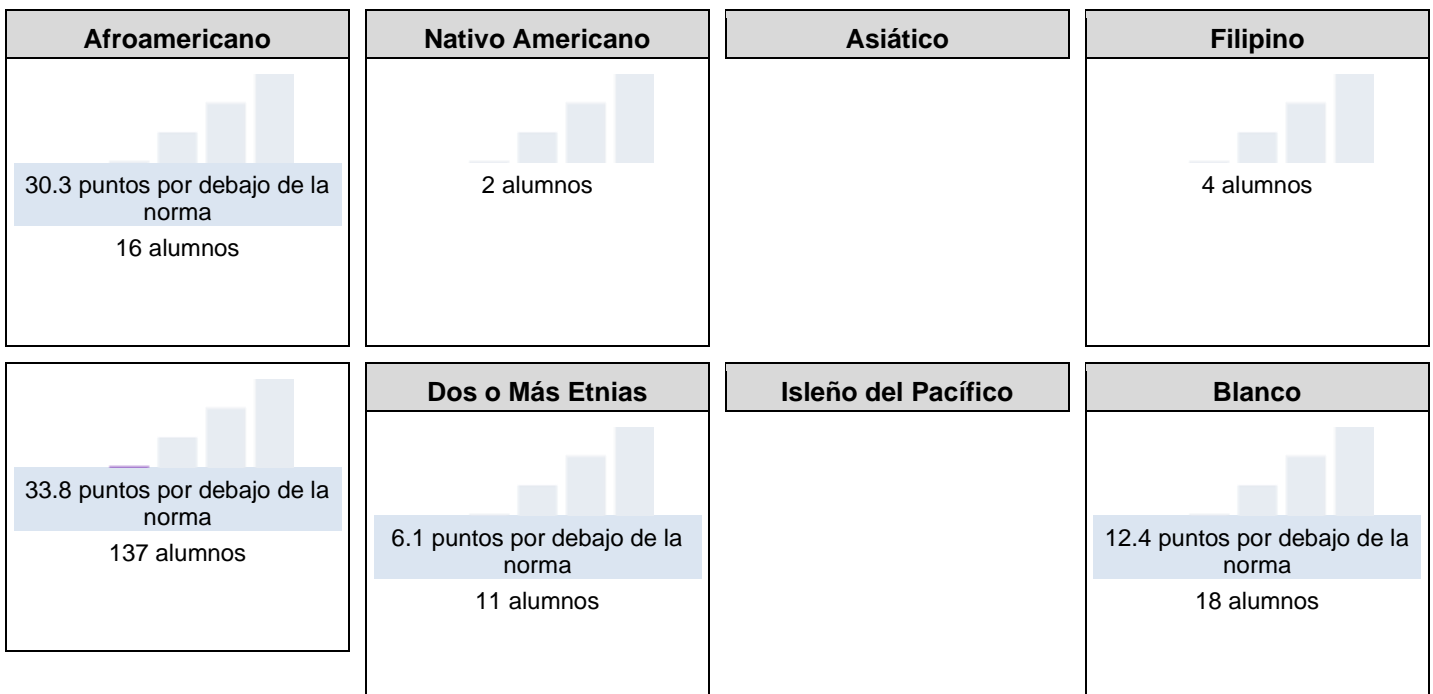 Afroamericano
30.3 puntos por debajo de la
norma
16 alumnos
Nativo Americano
2 alumnos
Asiático
Filipino
4 alumnos
33.8 puntos por debajo de la
norma
137 alumnos
Dos o Más Etnias
6.1 puntos por debajo de la
norma
11 alumnos
Isleño del Pacífico
Blanco
12.4 puntos por debajo de la
norma
18 alumnos